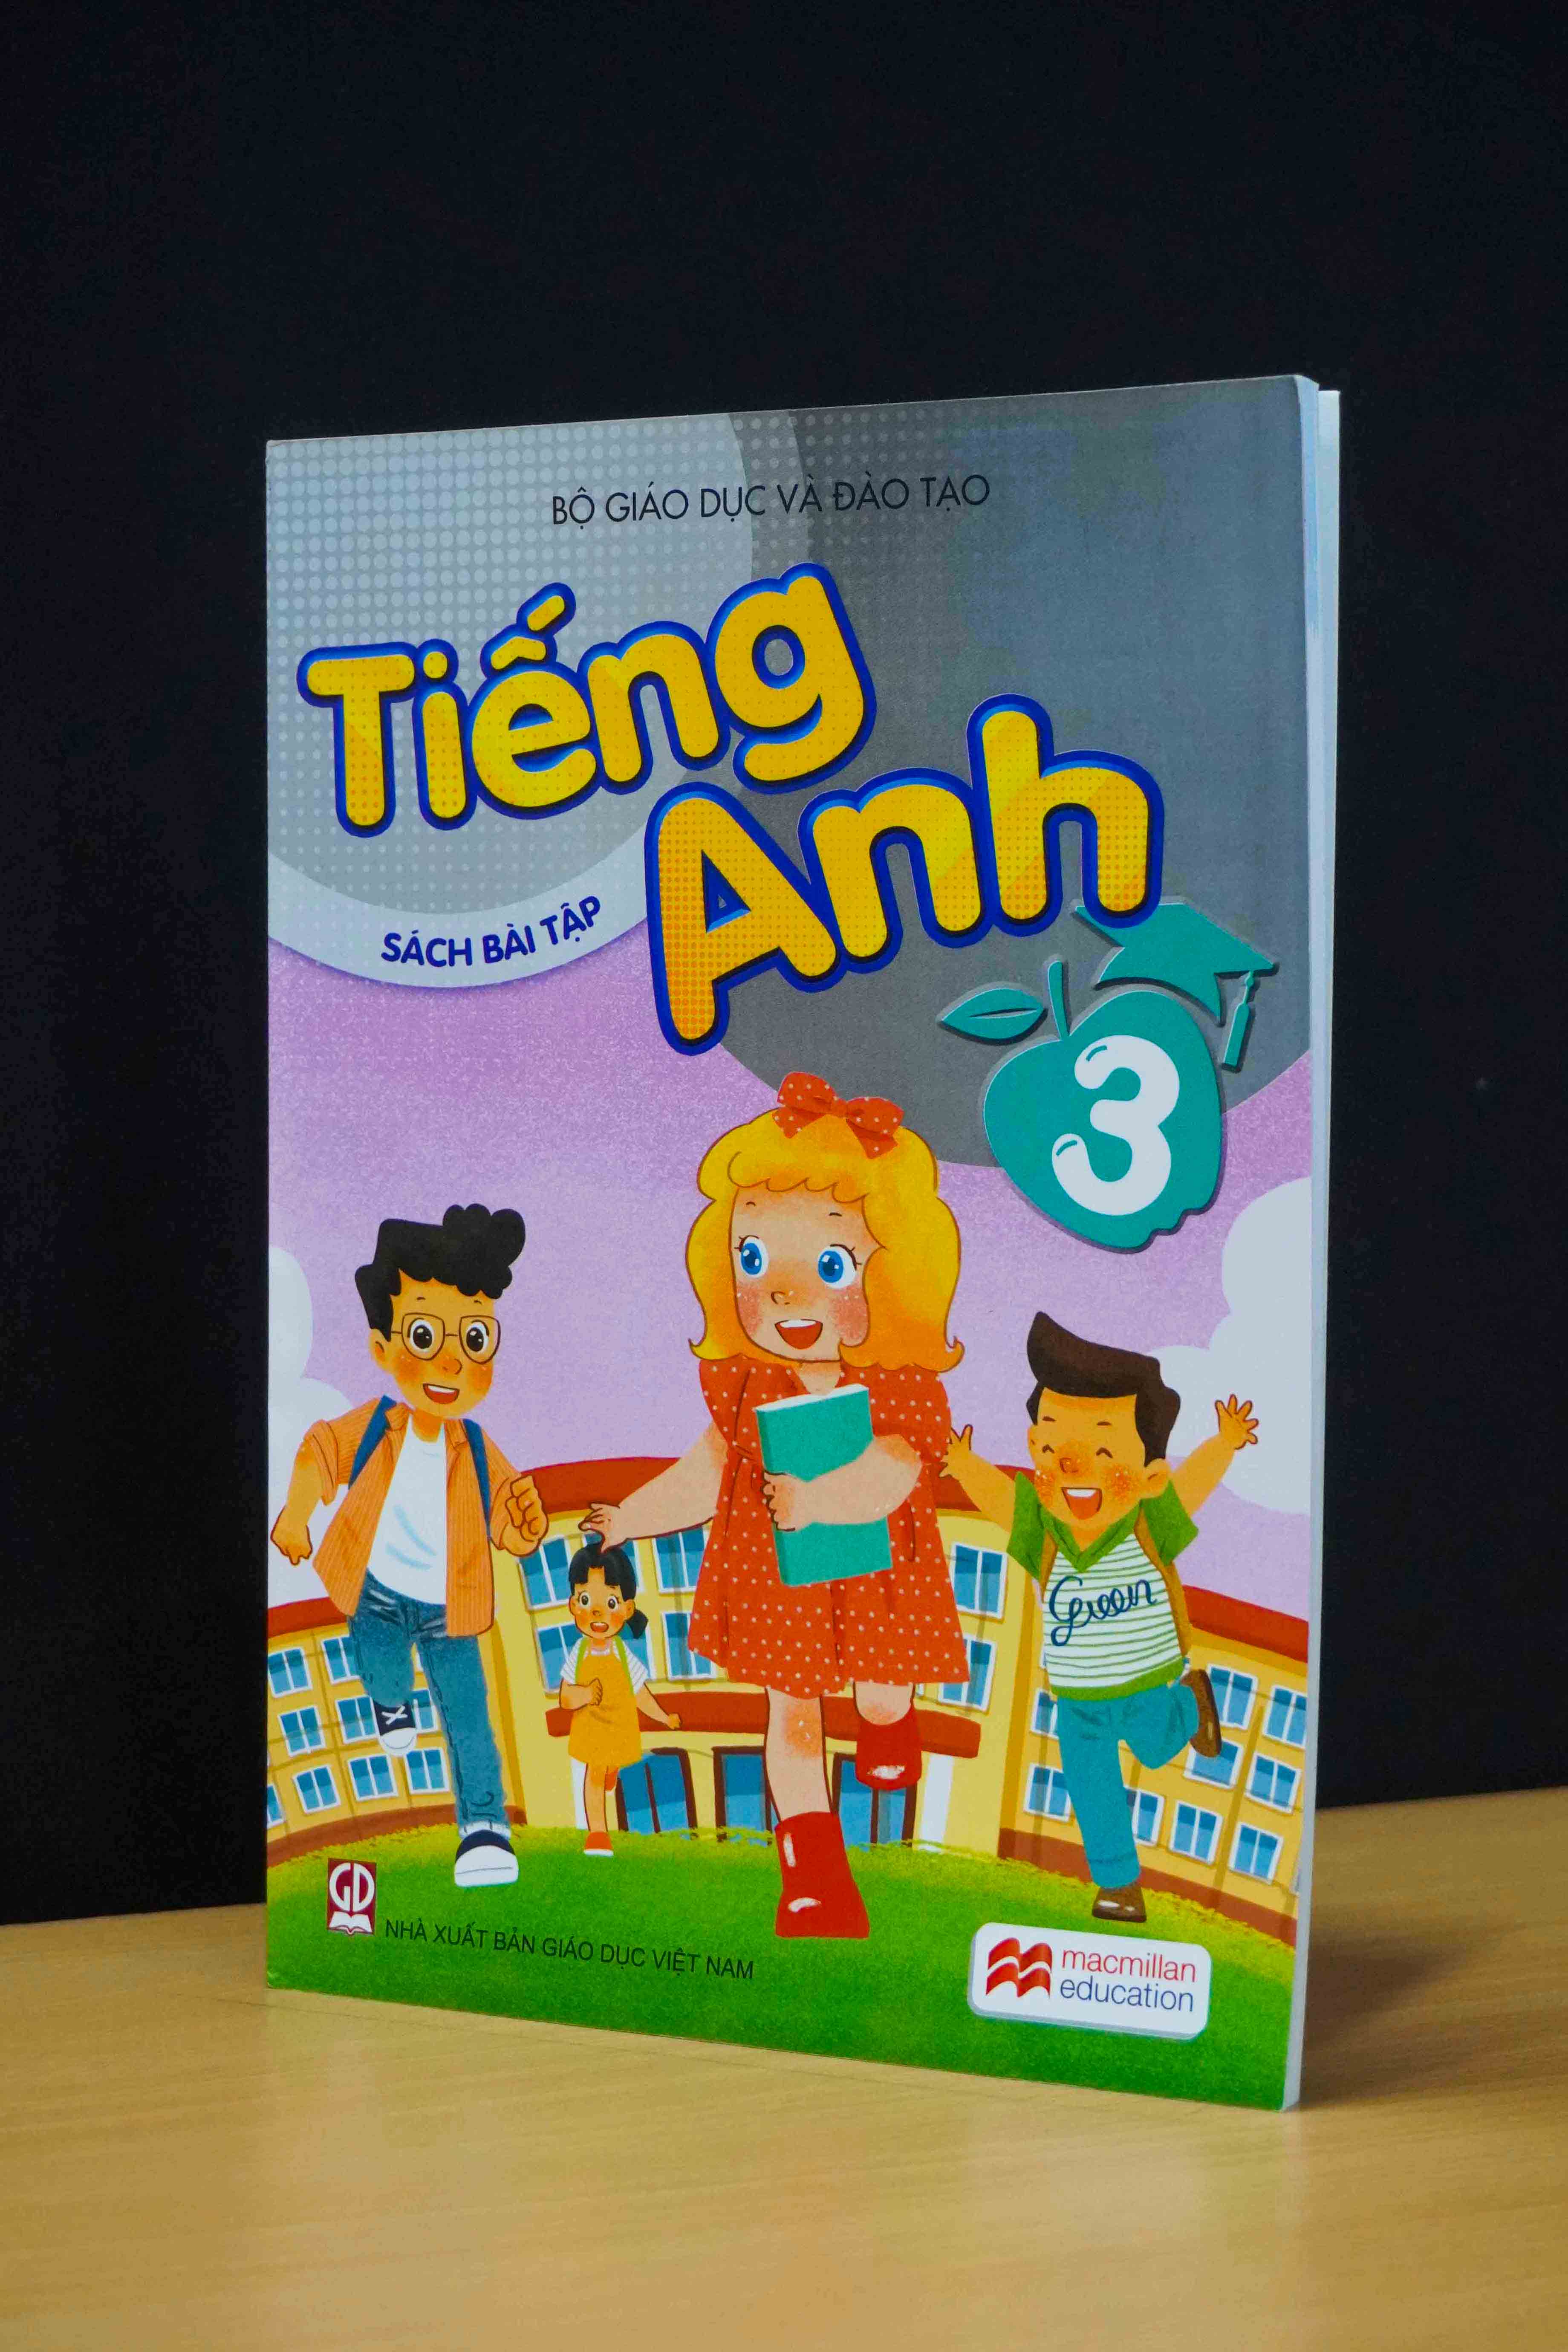 BỘ GIÁO DỤC VÀ ĐÀO TẠO
Tiếng
Anh
SÁCH BÀI TẬP
3
Green
GD
NHÀ XUẤT BẢN GIÁO DỤC VIỆT NAM
macmillan
education